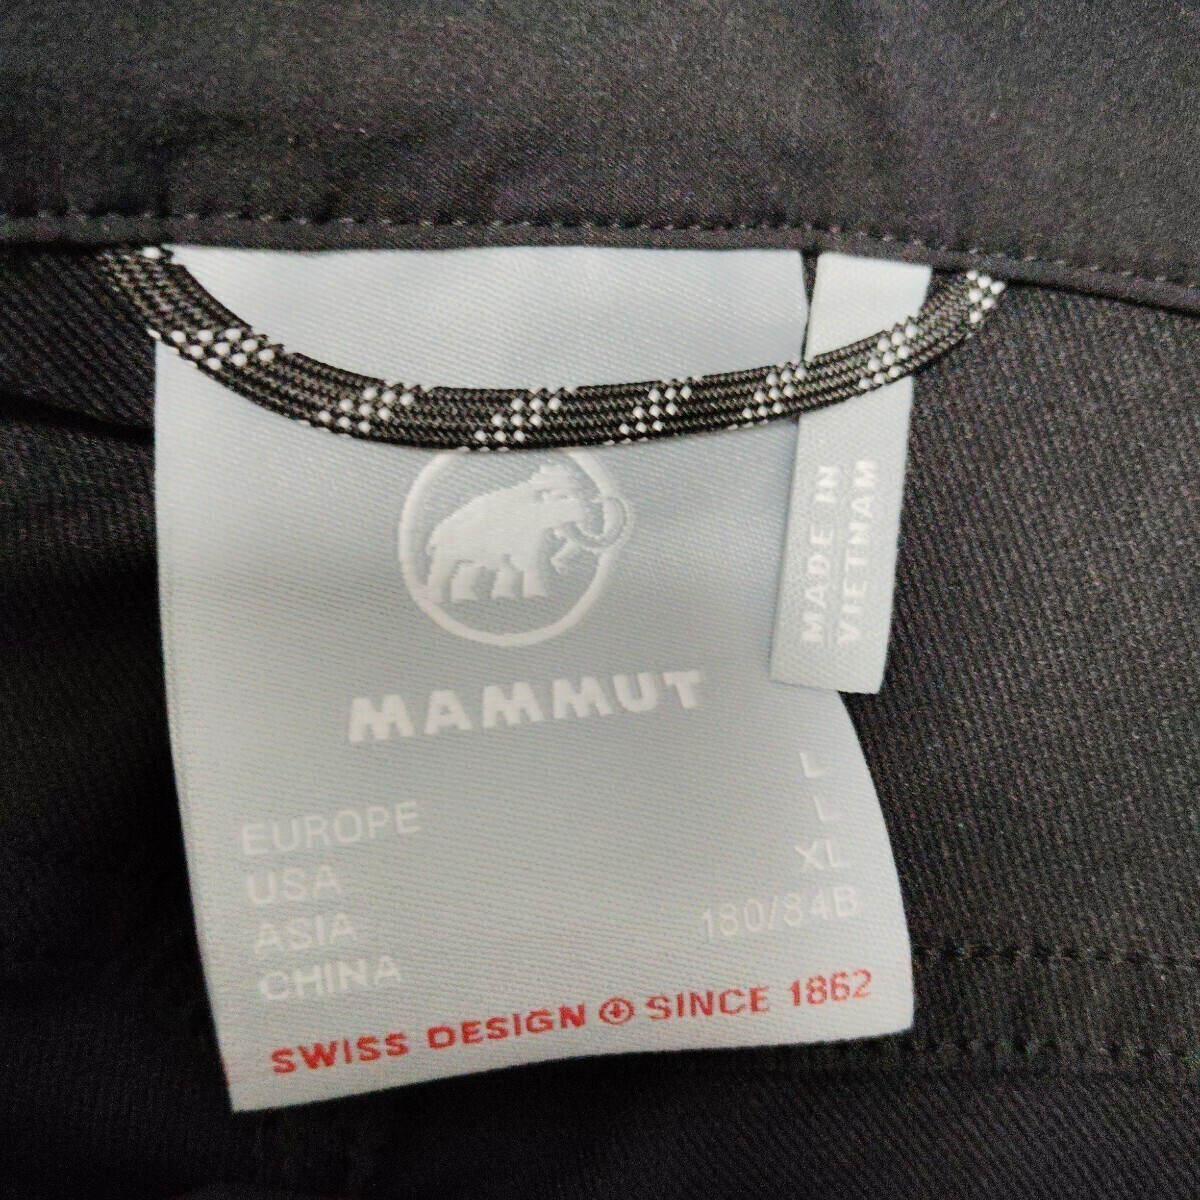 MAMMUT
EUROPE L
USA L
ASIA XL
CHINA 180/84B
SWISS DESIGN SINCE 1862
MADE IN
VIETNAM